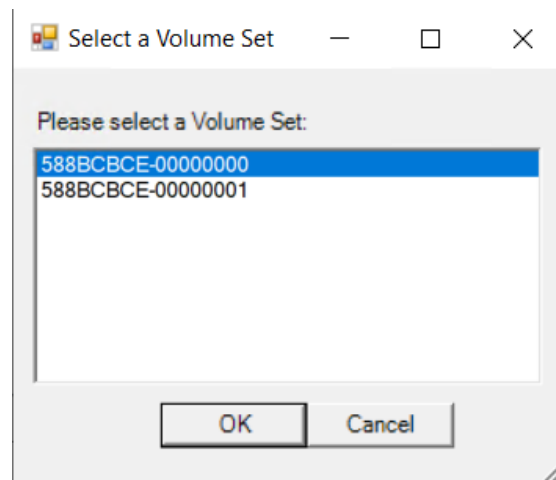 Select a Volume Set
Please select a Volume Set:
588BCBCE-00000000
588BCBCE-00000001
OK
Cancel